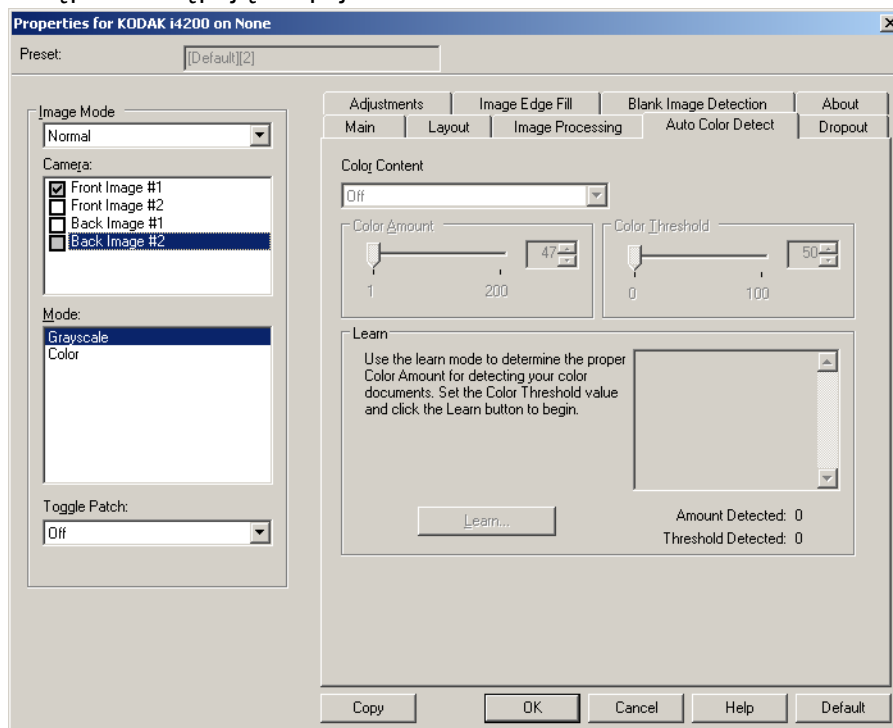 Properties for KODAK i4200 on None
Preset:
[Default][2]
Image Mode
Normal
Camera:
Front Image #1
Front Image #2
Back Image #1
Back Image #2
Mode:
Grayscale
Color
Toggle Patch:
Off
Adjustments
Image Edge Fill
Blank Image Detection
About
Main
Layout
Image Processing
Auto Color Detect
Dropout
Color Content
Off
Color Amount
47
1
200
Color Threshold
50
0
100
Learn
Use the learn mode to determine the proper
Color Amount for detecting your color
documents. Set the Color Threshold value
and click the Learn button to begin.
Learn...
Amount Detected: 0
Threshold Detected: 0
Copy
OK
Cancel
Help
Default